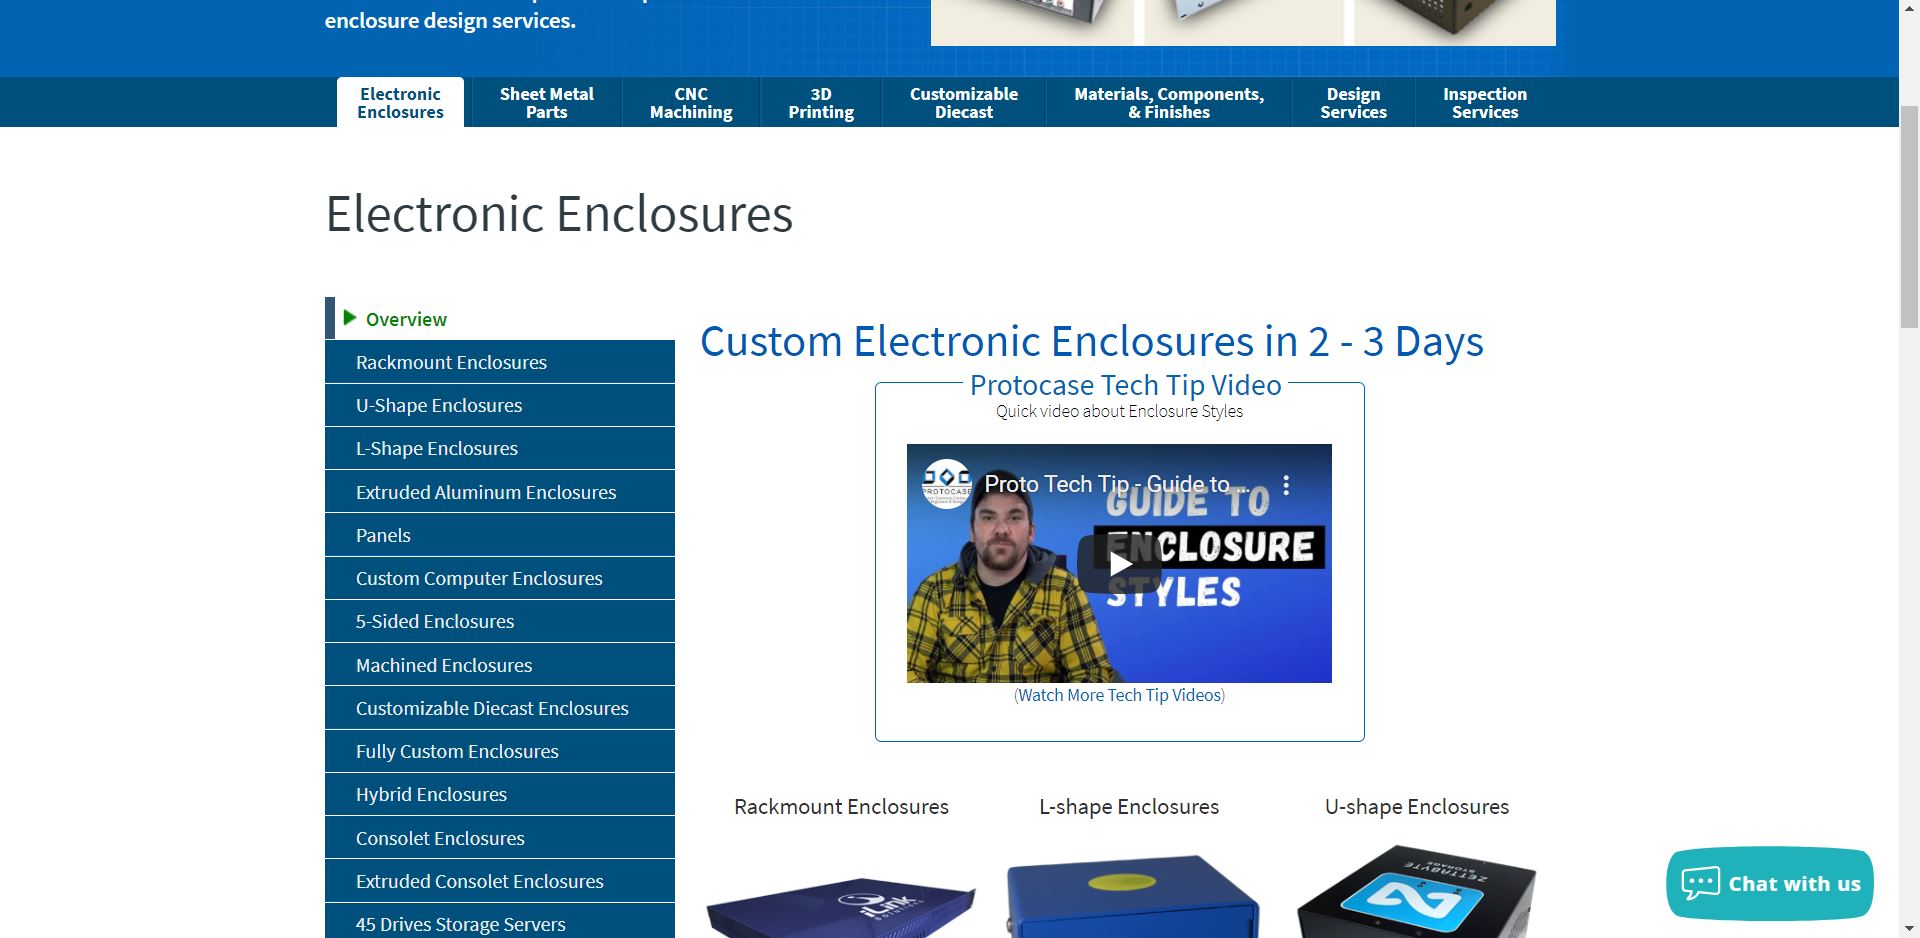 enclosure design services.
Electronic
Enclosures
Sheet Metal
Parts
CNC
Machining
3D
Printing
Customizable
Diecast
Materials, Components,
& Finishes
Design
Services
Inspection
Services
Electronic Enclosures
Overview
Rackmount Enclosures
U-Shape Enclosures
L-Shape Enclosures
Extruded Aluminum Enclosures
Panels
Custom Computer Enclosures
5-Sided Enclosures
Machined Enclosures
Customizable Diecast Enclosures
Fully Custom Enclosures
Hybrid Enclosures
Consolet Enclosures
Extruded Consolet Enclosures
45 Drives Storage Servers
Custom Electronic Enclosures in 2 - 3 Days
Protocase Tech Tip Video
Quick video about Enclosure Styles
PROTOCASE
Proto Tech Tip - Guide to ...
GUIDE TO
ENCLOSURE
STYLES
(Watch More Tech Tip Videos)
Rackmount Enclosures
L-shape Enclosures
U-shape Enclosures
iLink
SOLUTIONS
ZETTABYTE
STORAGE
Chat with us